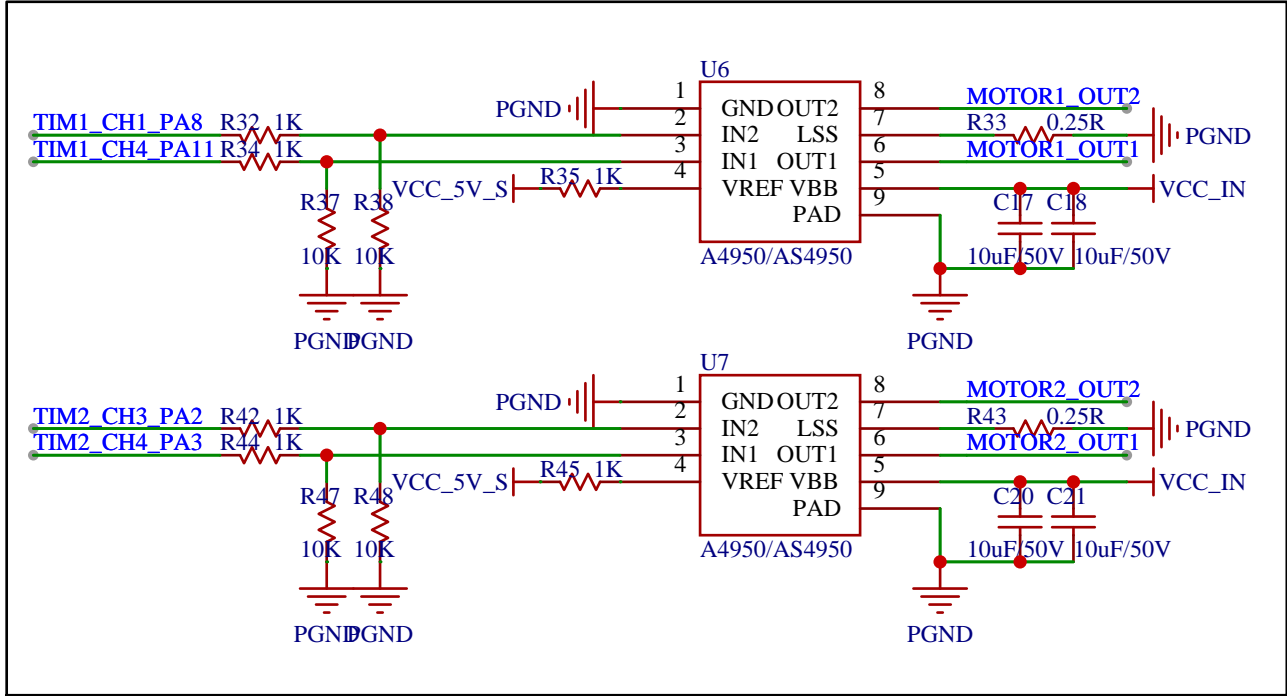 U6
1 8 MOTOR1_OUT2
PGND GND OUT2
TIM1_CH1_PA8 R32 1K 2 7 R33 0.25R
IN2 LSS PGND
TIM1_CH4_PA11 R34 1K 3 6 MOTOR1_OUT1
IN1 OUT1
VCC_5V_S R35 1K 4 5
VREF VBB VCC_IN
R37 R38 9 C17 C18
PAD
10K 10K A4950/AS4950 10uF/50V 10uF/50V
PGND PGND PGND
U7
1 8 MOTOR2_OUT2
PGND GND OUT2
TIM2_CH3_PA2 R42 1K 2 7 R43 0.25R
IN2 LSS PGND
TIM2_CH4_PA3 R44 1K 3 6 MOTOR2_OUT1
IN1 OUT1
VCC_5V_S R45 1K 4 5
VREF VBB VCC_IN
R47 R48 9 C20 C21
PAD
10K 10K A4950/AS4950 10uF/50V 10uF/50V
PGND PGND PGND